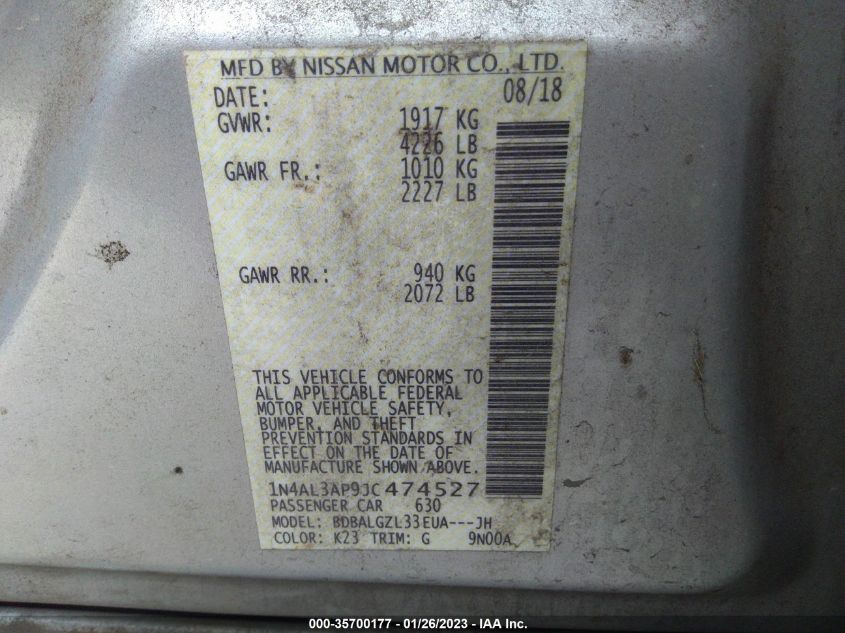 MFD BY NISSAN MOTOR CO., LTD.
DATE: 08/18
GVWR: 1917 KG
4226 LB
GAWR FR.: 1010 KG
2227 LB
GAWR RR.: 940 KG
2072 LB
THIS VEHICLE CONFORMS TO
ALL APPLICABLE FEDERAL
MOTOR VEHICLE SAFETY,
BUMPER, AND THEFT
PREVENTION STANDARDS IN
EFFECT ON THE DATE OF
MANUFACTURE SHOWN ABOVE.
1N4AL3AP9JC474527
PASSENGER CAR 630
MODEL: BDBALGZL33EUA---JH
COLOR: K23 TRIM: G 9N00A
000-35700177 - 01/26/2023 - IAA Inc.